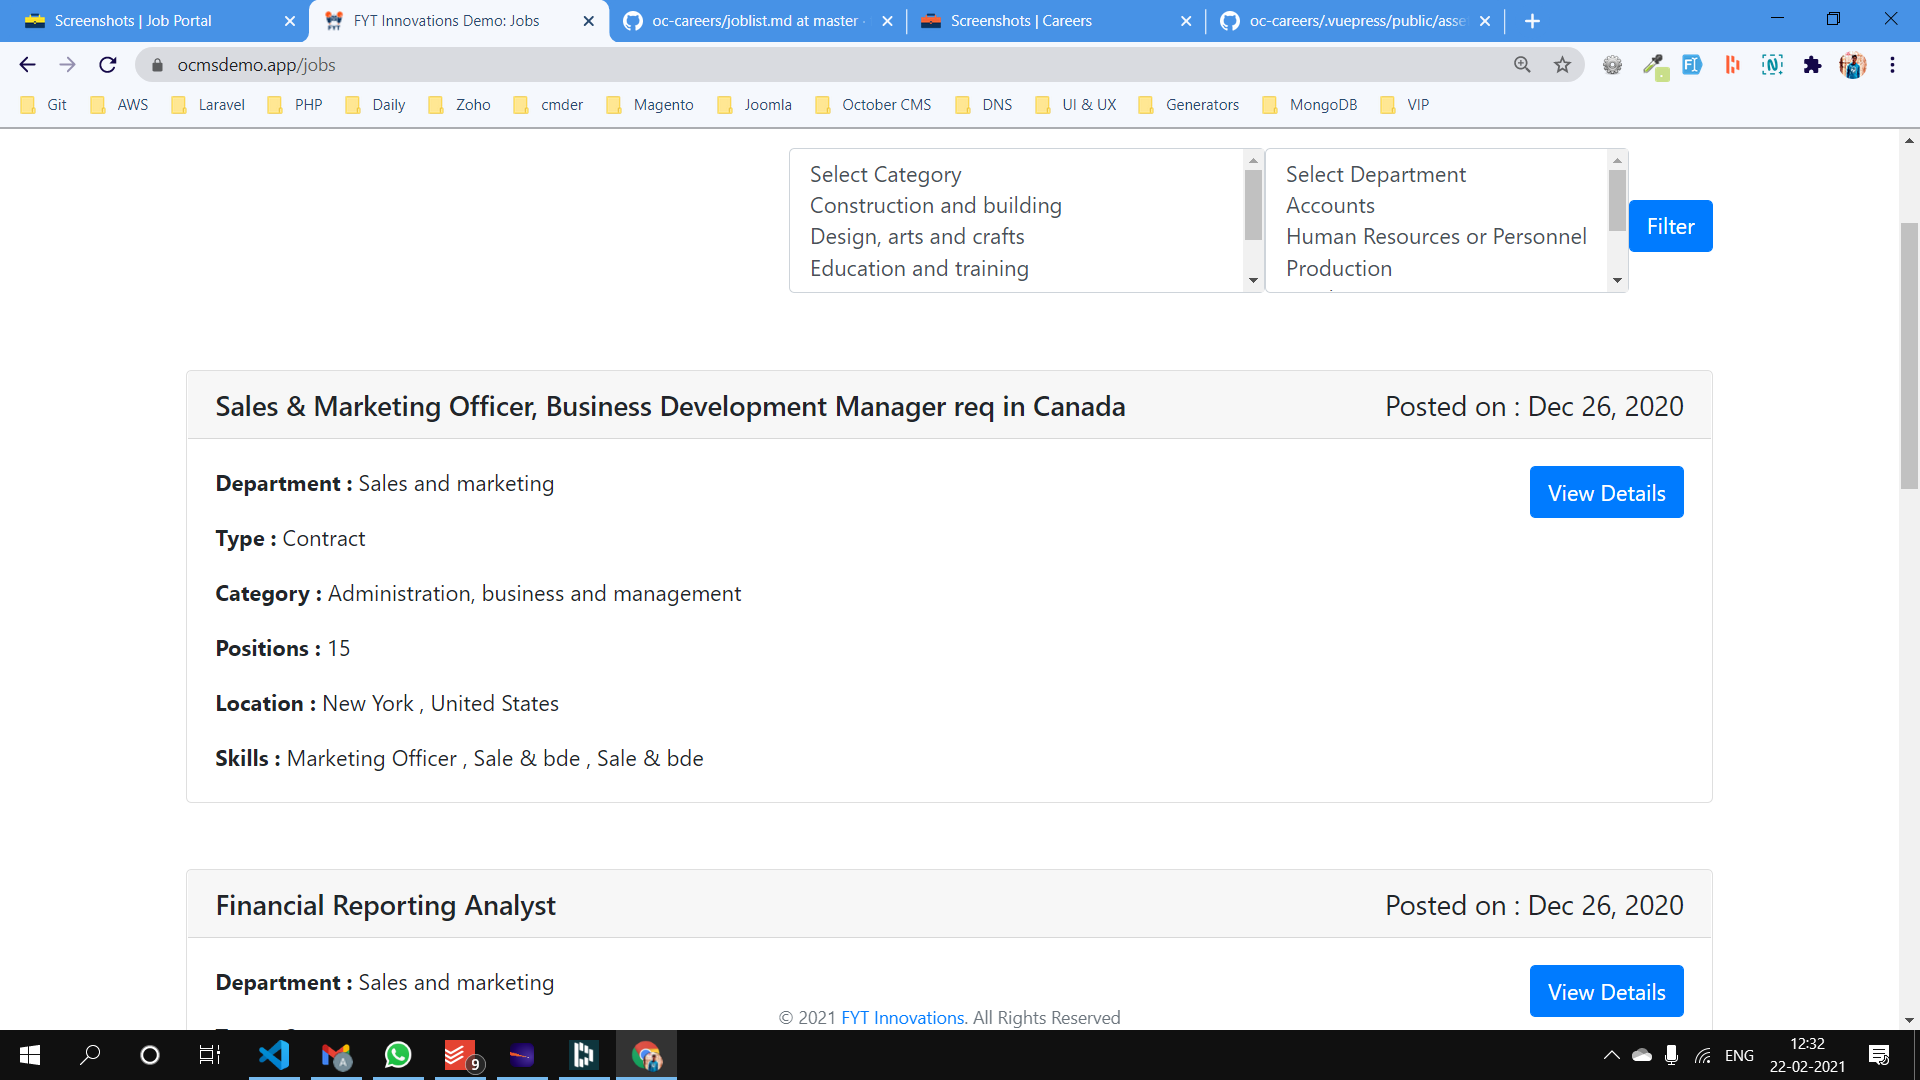 Screenshots | Job Portal
FYT Innovations Demo: Jobs
oc-careers/joblist.md at master
Screenshots | Careers
oc-careers/.vuepress/public/asse
ocmsdemo.app/jobs
Git
AWS
Laravel
PHP
Daily
Zoho
cmder
Magento
Joomla
October CMS
DNS
UI & UX
Generators
MongoDB
VIP
Select Category
Construction and building
Design, arts and crafts
Education and training
Select Department
Accounts
Human Resources or Personnel
Production
Filter
Sales & Marketing Officer, Business Development Manager req in Canada
Posted on : Dec 26, 2020
Department : Sales and marketing
View Details
Type : Contract
Category : Administration, business and management
Positions : 15
Location : New York , United States
Skills : Marketing Officer , Sale & bde , Sale & bde
Financial Reporting Analyst
Posted on : Dec 26, 2020
Department : Sales and marketing
View Details
© 2021 FYT Innovations. All Rights Reserved
A
9
ENG
12:32
22-02-2021